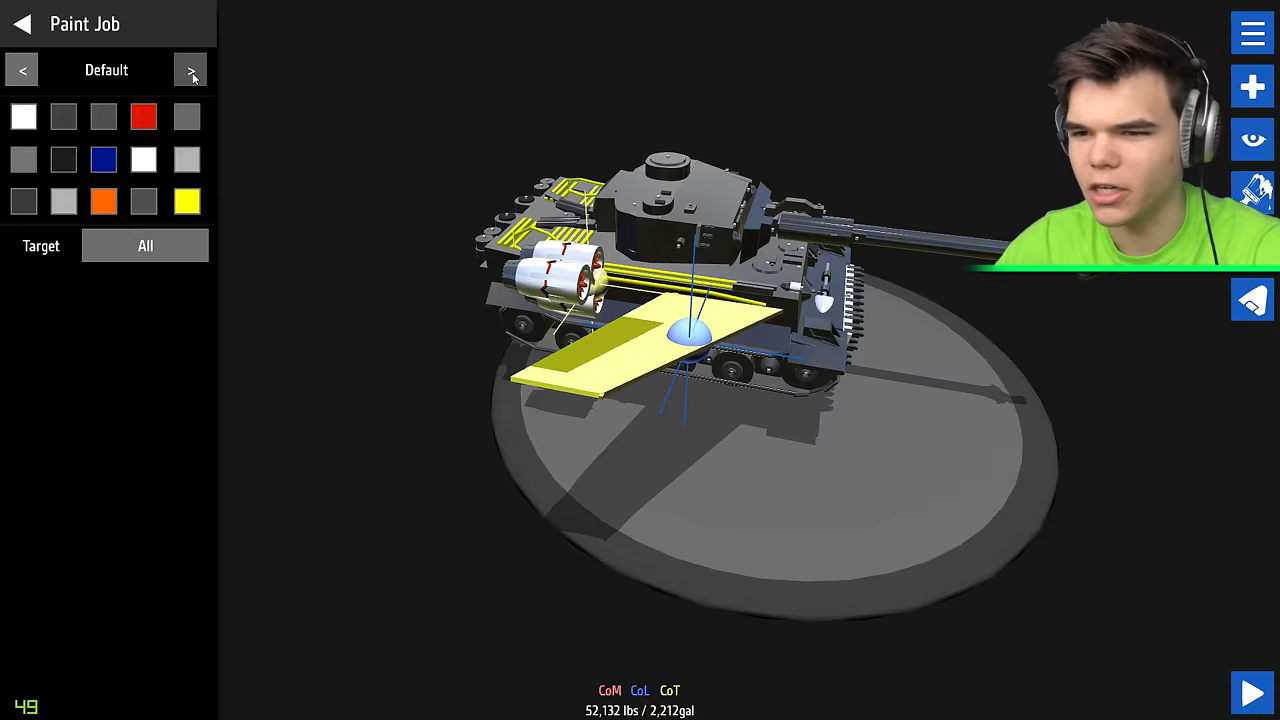 Paint Job
< Default >
Target All
CoM CoL CoT
52,132 lbs / 2,212gal
49